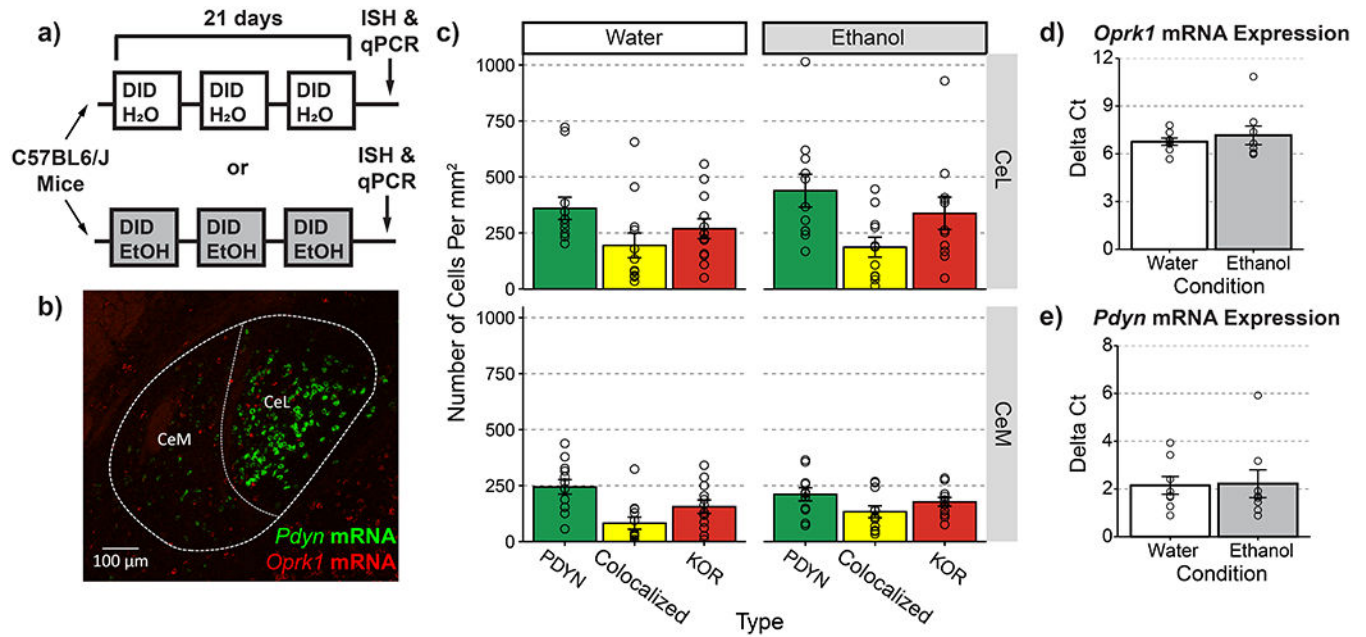 a)
21 days
ISH &
qPCR
DID
H₂O
DID
H₂O
DID
H₂O
C57BL6/J
Mice
or
ISH &
qPCR
DID
EtOH
DID
EtOH
DID
EtOH
b)
CeM
CeL
100 µm
Pdyn mRNA
Oprk1 mRNA
c)
Water
Ethanol
Number of Cells Per mm²
1000
750
500
250
0
CeL
1000
750
500
250
0
CeM
PDYN
Colocalized
KOR
PDYN
Colocalized
KOR
Type
d)
Oprk1 mRNA Expression
Delta Ct
12
9
6
3
0
Water
Ethanol
Condition
e)
Pdyn mRNA Expression
Delta Ct
8
6
4
2
0
Water
Ethanol
Condition